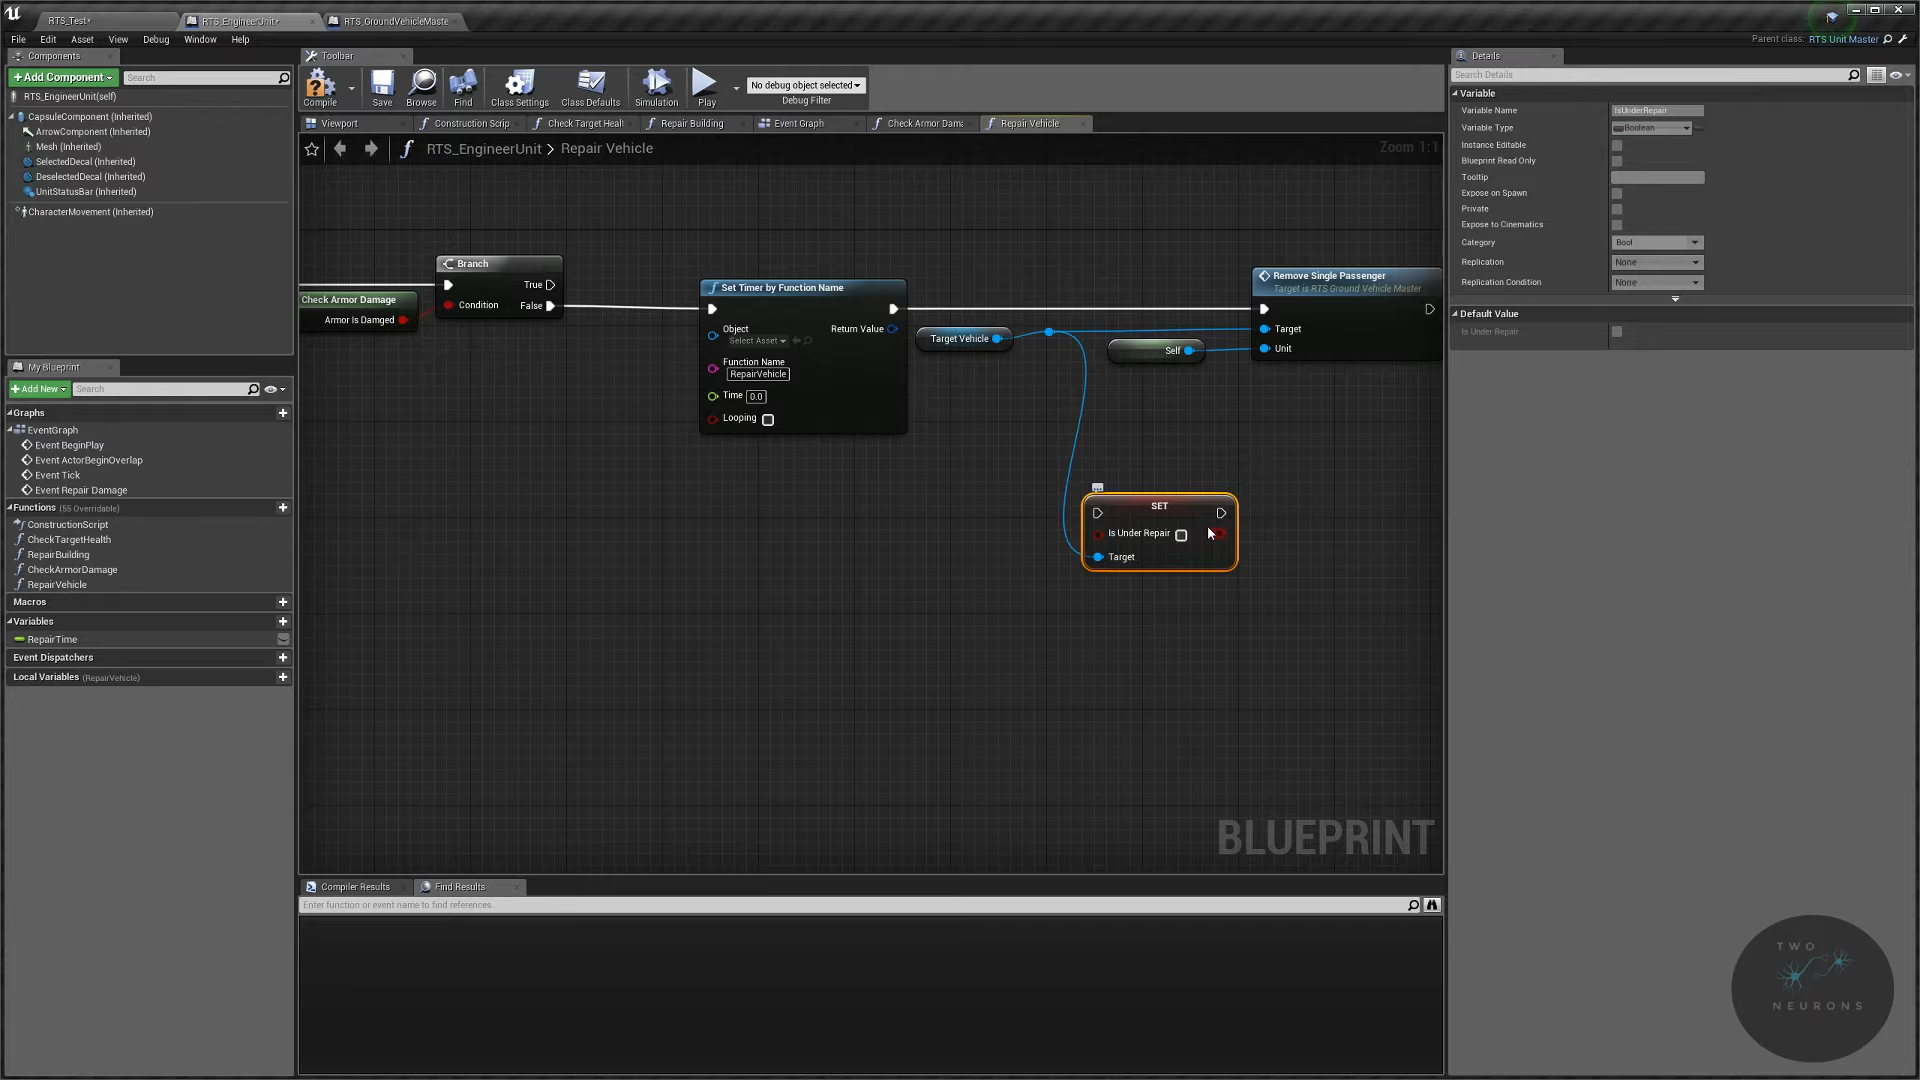 RTS_Test*
RTS_EngineerUnit*
RTS_GroundVehicleMaste
File Edit Asset View Debug Window Help
Parent class: RTS Unit Master
Components
Toolbar
Details
+Add Component
Search
No debug object selected
Search Details
RTS_EngineerUnit(self)
Compile Save Browse Find Class Settings Class Defaults Simulation Play Debug Filter
Variable
Variable Name IsUnderRepair
CapsuleComponent (Inherited)
Viewport Construction Scrip Check Target Healt Repair Building Event Graph Check Armor Dama Repair Vehicle
Variable Type Boolean
ArrowComponent (Inherited)
Instance Editable
Mesh (Inherited)
RTS_EngineerUnit > Repair Vehicle
Zoom 1:1
SelectedDecal (Inherited)
Blueprint Read Only
DeselectedDecal (Inherited)
Tooltip
UnitStatusBar (Inherited)
Expose on Spawn
CharacterMovement (Inherited)
Private
Expose to Cinematics
Category Bool
Replication None
Replication Condition None
Default Value
Is Under Repair
Branch
True
Condition
False
Check Armor Damage
Armor Is Damged
Set Timer by Function Name
Object
Select Asset
Return Value
Function Name
RepairVehicle
Time 0.0
Looping
Target Vehicle
Self
Remove Single Passenger
Target is RTS Ground Vehicle Master
Target
Unit
SET
Is Under Repair
Target
My Blueprint
+Add New
Search
Graphs
EventGraph
Event BeginPlay
Event ActorBeginOverlap
Event Tick
Event Repair Damage
Functions (55 Overridable)
ConstructionScript
CheckTargetHealth
RepairBuilding
CheckArmorDamage
RepairVehicle
Macros
Variables
RepairTime
Event Dispatchers
Local Variables (RepairVehicle)
BLUEPRINT
Compiler Results
Find Results
Enter function or event name to find references...
TWO
NEURONS